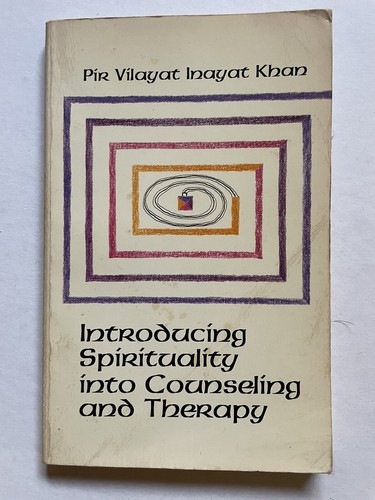 Pir Vilayat Inayat Khan
Introducing
Spirituality
into Counseling
and Therapy